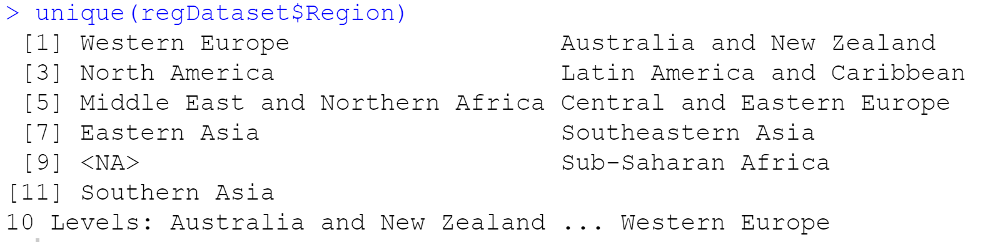 > unique(regDataset$Region)
 [1] Western Europe                  Australia and New Zealand
 [3] North America                   Latin America and Caribbean
 [5] Middle East and Northern Africa Central and Eastern Europe
 [7] Eastern Asia                    Southeastern Asia
 [9] <NA>                            Sub-Saharan Africa
[11] Southern Asia
10 Levels: Australia and New Zealand ... Western Europe